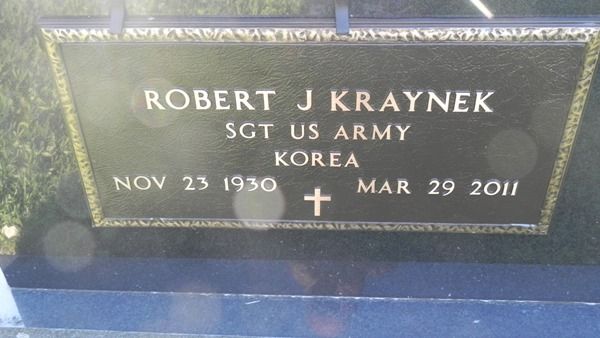 ROBERT J KRAYNEK
SGT US ARMY
KOREA
NOV 23 1930 MAR 29 2011